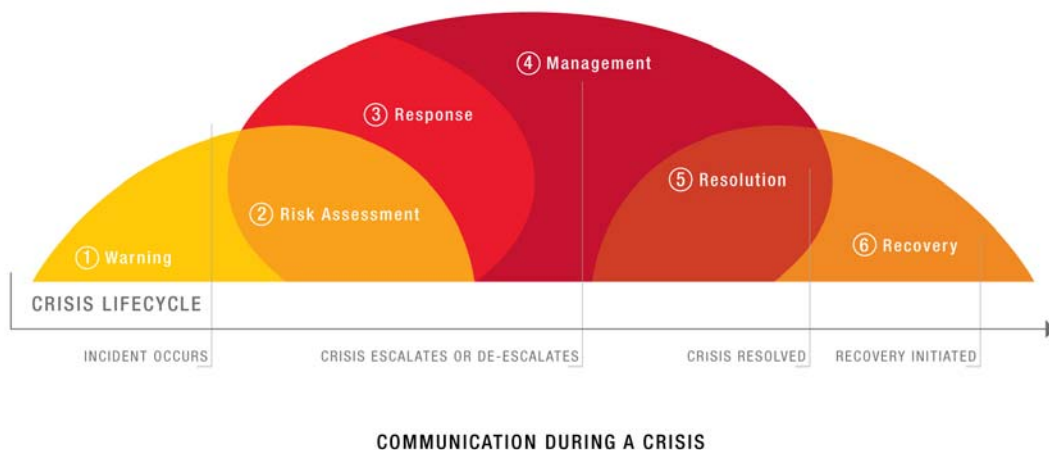 4 Management
3 Response
5 Resolution
2 Risk Assessment
1 Warning
6 Recovery
CRISIS LIFECYCLE
INCIDENT OCCURS
CRISIS ESCALATES OR DE-ESCALATES
CRISIS RESOLVED
RECOVERY INITIATED
COMMUNICATION DURING A CRISIS